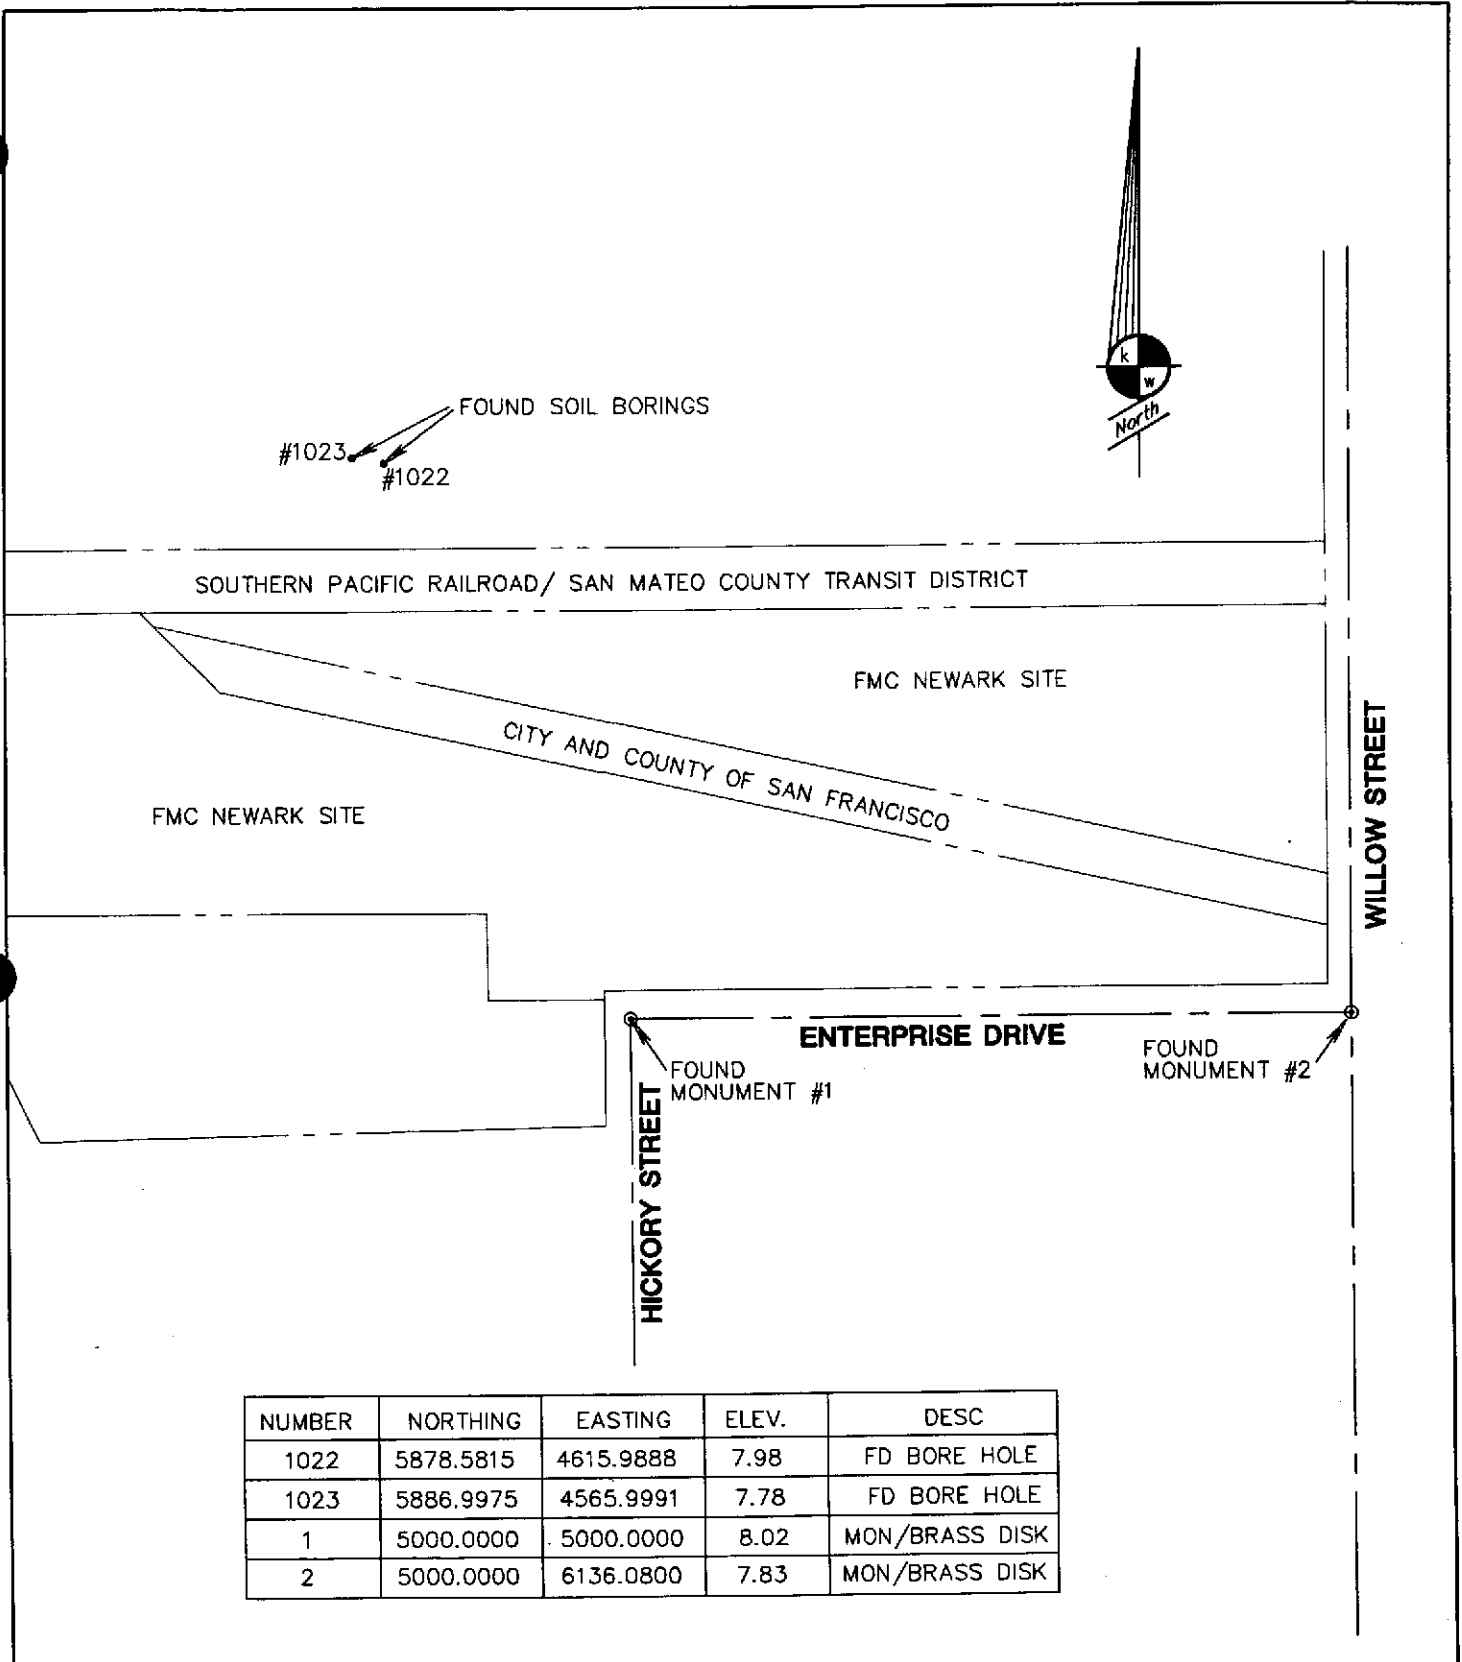 k
w
North
FOUND SOIL BORINGS
#1023
#1022
SOUTHERN PACIFIC RAILROAD/ SAN MATEO COUNTY TRANSIT DISTRICT
FMC NEWARK SITE
CITY AND COUNTY OF SAN FRANCISCO
FMC NEWARK SITE
WILLOW STREET
ENTERPRISE DRIVE
FOUND
MONUMENT #1
FOUND
MONUMENT #2
HICKORY STREET
NUMBER NORTHING EASTING ELEV. DESC
1022 5878.5815 4615.9888 7.98 FD BORE HOLE
1023 5886.9975 4565.9991 7.78 FD BORE HOLE
1 5000.0000 5000.0000 8.02 MON/BRASS DISK
2 5000.0000 6136.0800 7.83 MON/BRASS DISK